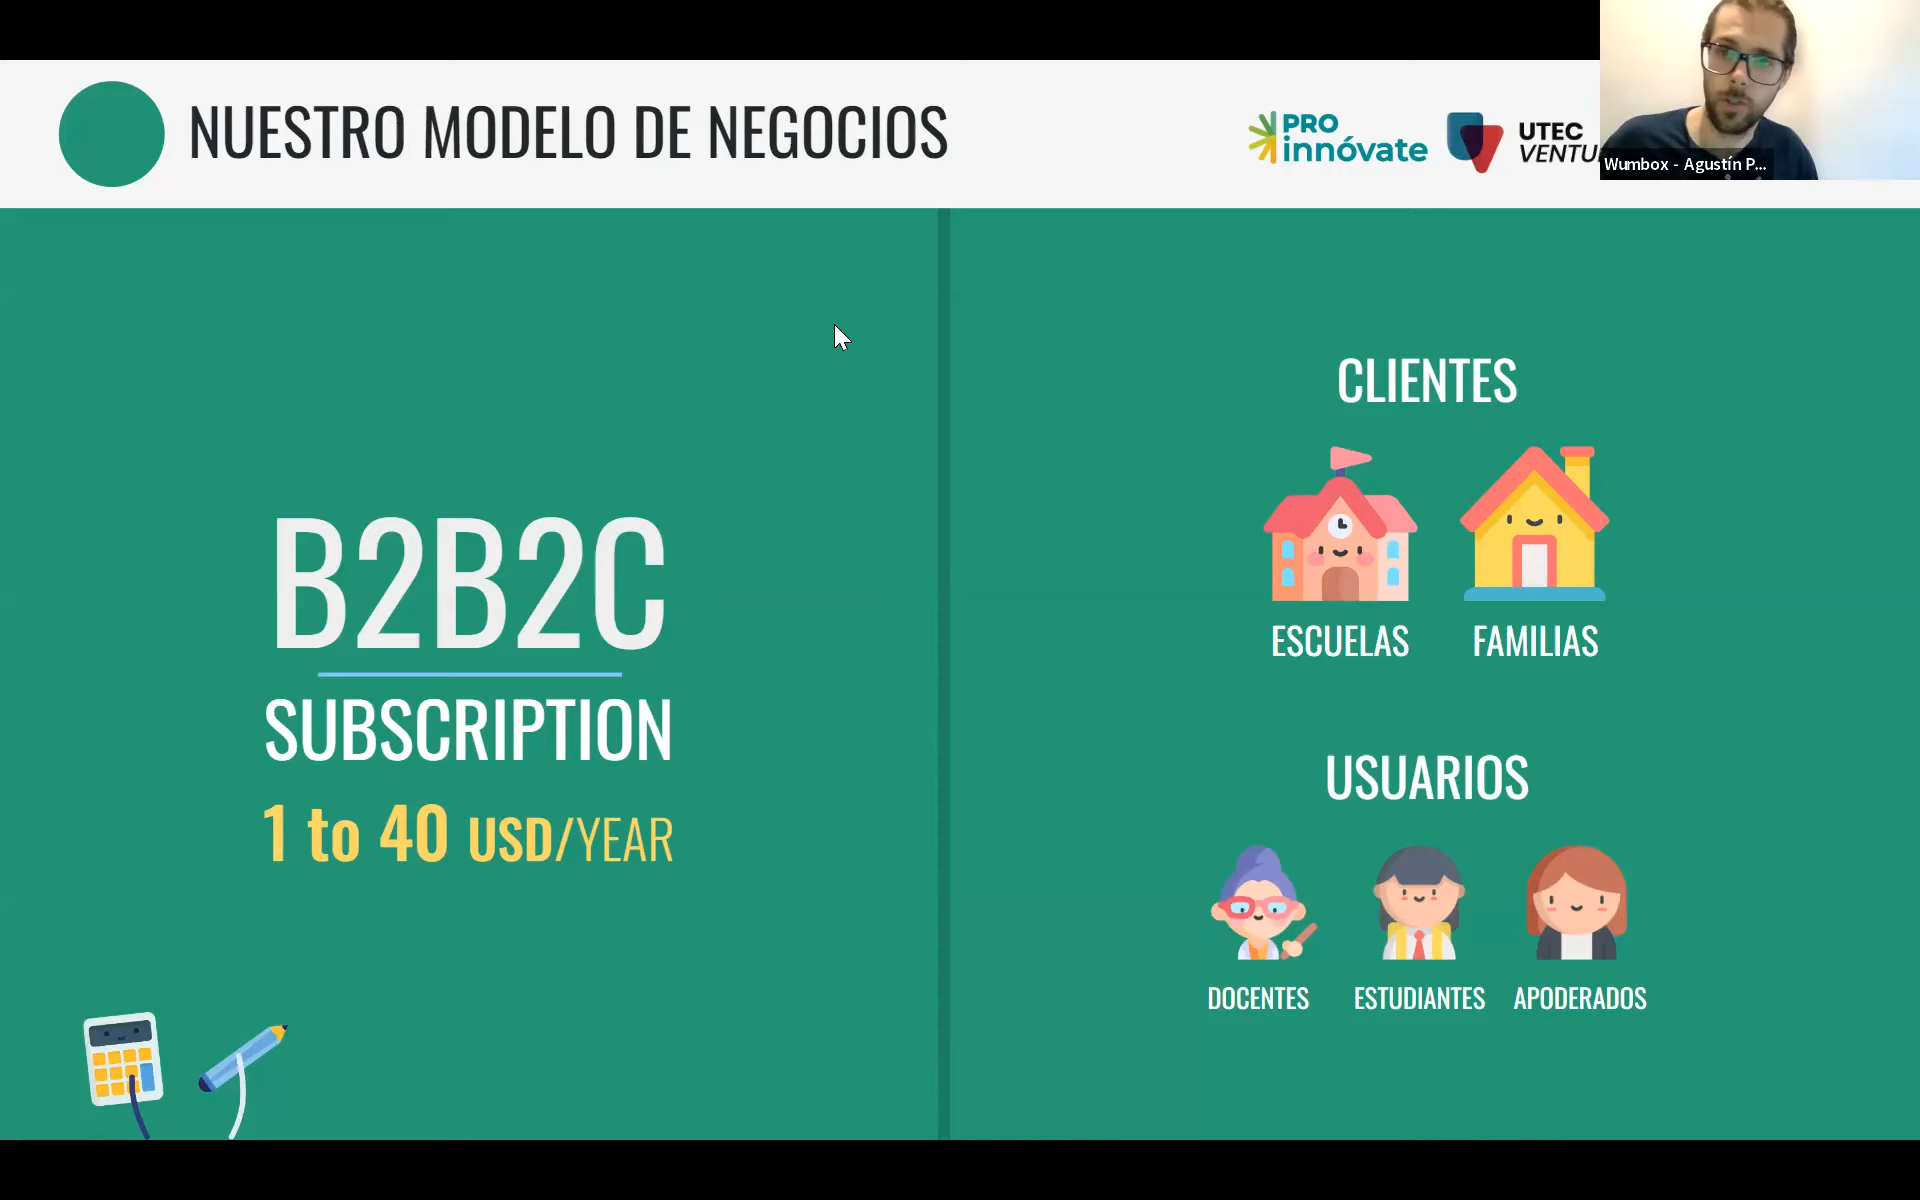 NUESTRO MODELO DE NEGOCIOS
PRO
innóvate
UTEC
VENTU
Wumbox - Agustín P...
B2B2C
SUBSCRIPTION
1 to 40 USD/YEAR
CLIENTES
ESCUELAS FAMILIAS
USUARIOS
DOCENTES ESTUDIANTES APODERADOS